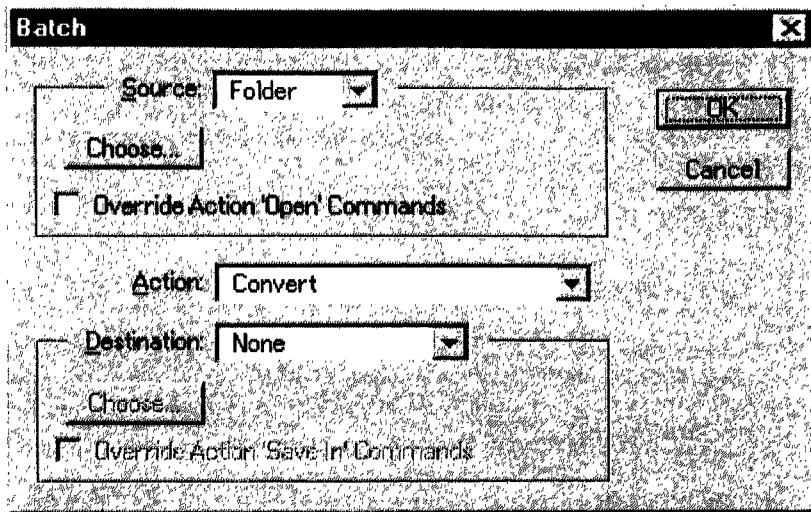 Batch
Source: Folder
Choose...
Override Action 'Open' Commands
OK
Cancel
Action: Convert
Destination: None
Choose...
Override Action 'Save In' Commands